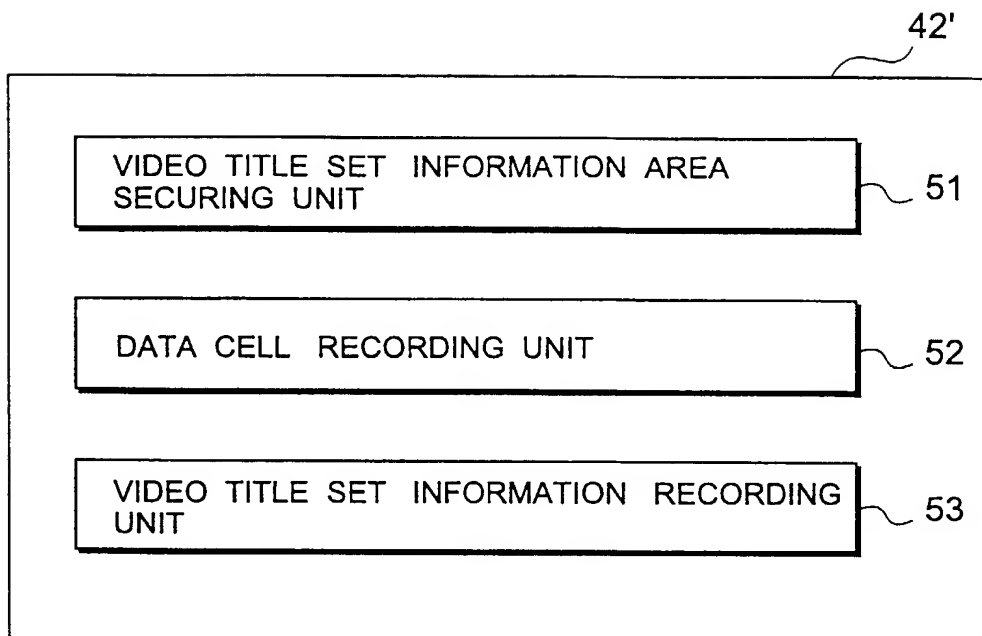 42'
VIDEO TITLE SET INFORMATION AREA
SECURING UNIT
51
DATA CELL RECORDING UNIT
52
VIDEO TITLE SET INFORMATION RECORDING
UNIT
53